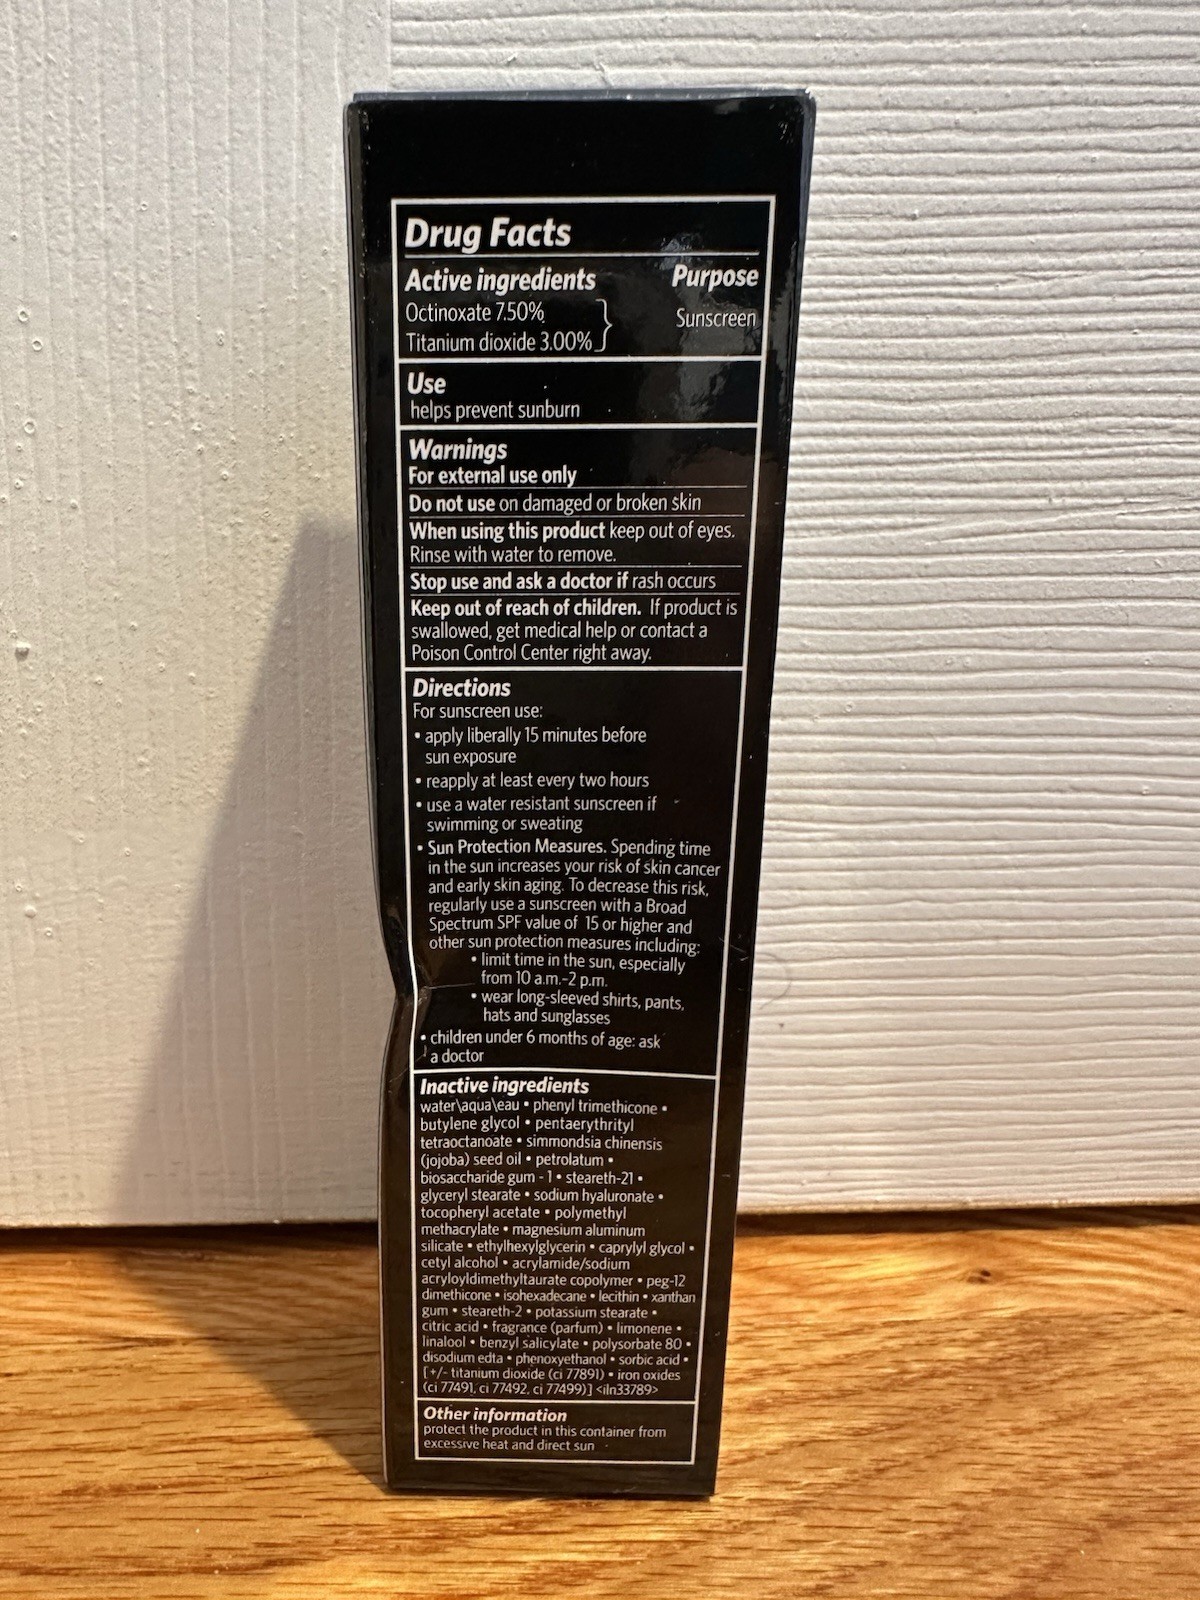 Drug Facts
Active ingredients Purpose
Octinoxate 7.50%
Titanium dioxide 3.00% } Sunscreen
Use
helps prevent sunburn
Warnings
For external use only
Do not use on damaged or broken skin
When using this product keep out of eyes.
Rinse with water to remove.
Stop use and ask a doctor if rash occurs
Keep out of reach of children. If product is
swallowed, get medical help or contact a
Poison Control Center right away.
Directions
For sunscreen use:
• apply liberally 15 minutes before
sun exposure
• reapply at least every two hours
• use a water resistant sunscreen if
swimming or sweating
• Sun Protection Measures. Spending time
in the sun increases your risk of skin cancer
and early skin aging. To decrease this risk,
regularly use a sunscreen with a Broad
Spectrum SPF value of 15 or higher and
other sun protection measures including:
• limit time in the sun, especially
from 10 a.m.-2 p.m.
• wear long-sleeved shirts, pants,
hats and sunglasses
• children under 6 months of age: ask
a doctor
Inactive ingredients
water\aqua\eau • phenyl trimethicone •
butylene glycol • pentaerythrityl
tetraoctanoate • simmondsia chinensis
(jojoba) seed oil • petrolatum •
biosaccharide gum - 1 • steareth-21 •
glyceryl stearate • sodium hyaluronate •
tocopheryl acetate • polymethyl
methacrylate • magnesium aluminum
silicate • ethylhexylglycerin • caprylyl glycol •
cetyl alcohol • acrylamide/sodium
acryloyldimethyltaurate copolymer • peg-12
dimethicone • isohexadecane • lecithin • xanthan
gum • steareth-2 • potassium stearate •
citric acid • fragrance (parfum) • limonene •
linalool • benzyl salicylate • polysorbate 80 •
disodium edta • phenoxyethanol • sorbic acid •
[+/- titanium dioxide (ci 77891) • iron oxides
(ci 77491, ci 77492, ci 77499)] <iln33789>
Other information
protect the product in this container from
excessive heat and direct sun